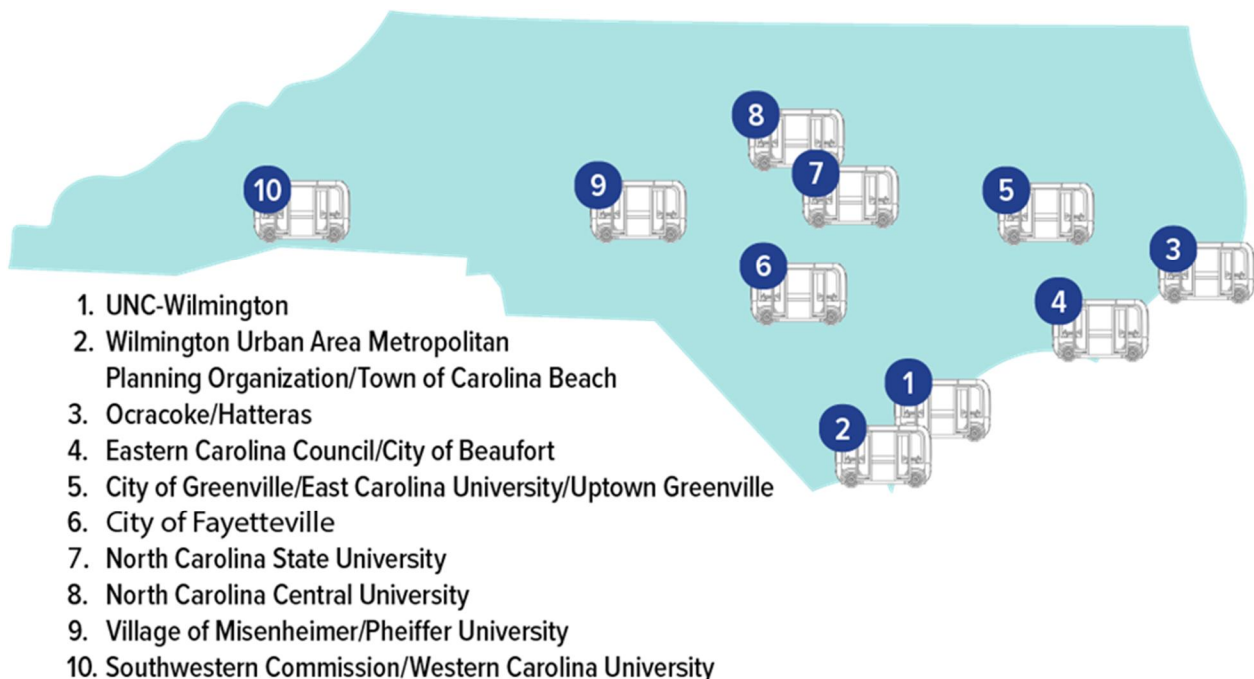 8
7
10
9
5
3
6
4
1
2
1. UNC-Wilmington
2. Wilmington Urban Area Metropolitan
Planning Organization/Town of Carolina Beach
3. Ocracoke/Hatteras
4. Eastern Carolina Council/City of Beaufort
5. City of Greenville/East Carolina University/Uptown Greenville
6. City of Fayetteville
7. North Carolina State University
8. North Carolina Central University
9. Village of Misenheimer/Pheiffer University
10. Southwestern Commission/Western Carolina University